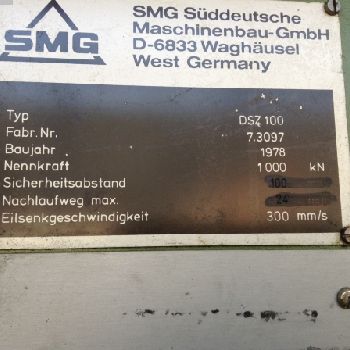 SMG
SMG Süddeutsche
Maschinenbau-GmbH
D-6833 Waghäusel
West Germany
Typ DSZ 100
Fabr. Nr. 7.3097
Baujahr 1978
Nennkraft 1000 kN
Sicherheitsabstand 100
Nachlaufweg max. 24
Eilsenkgeschwindigkeit 300 mm/s